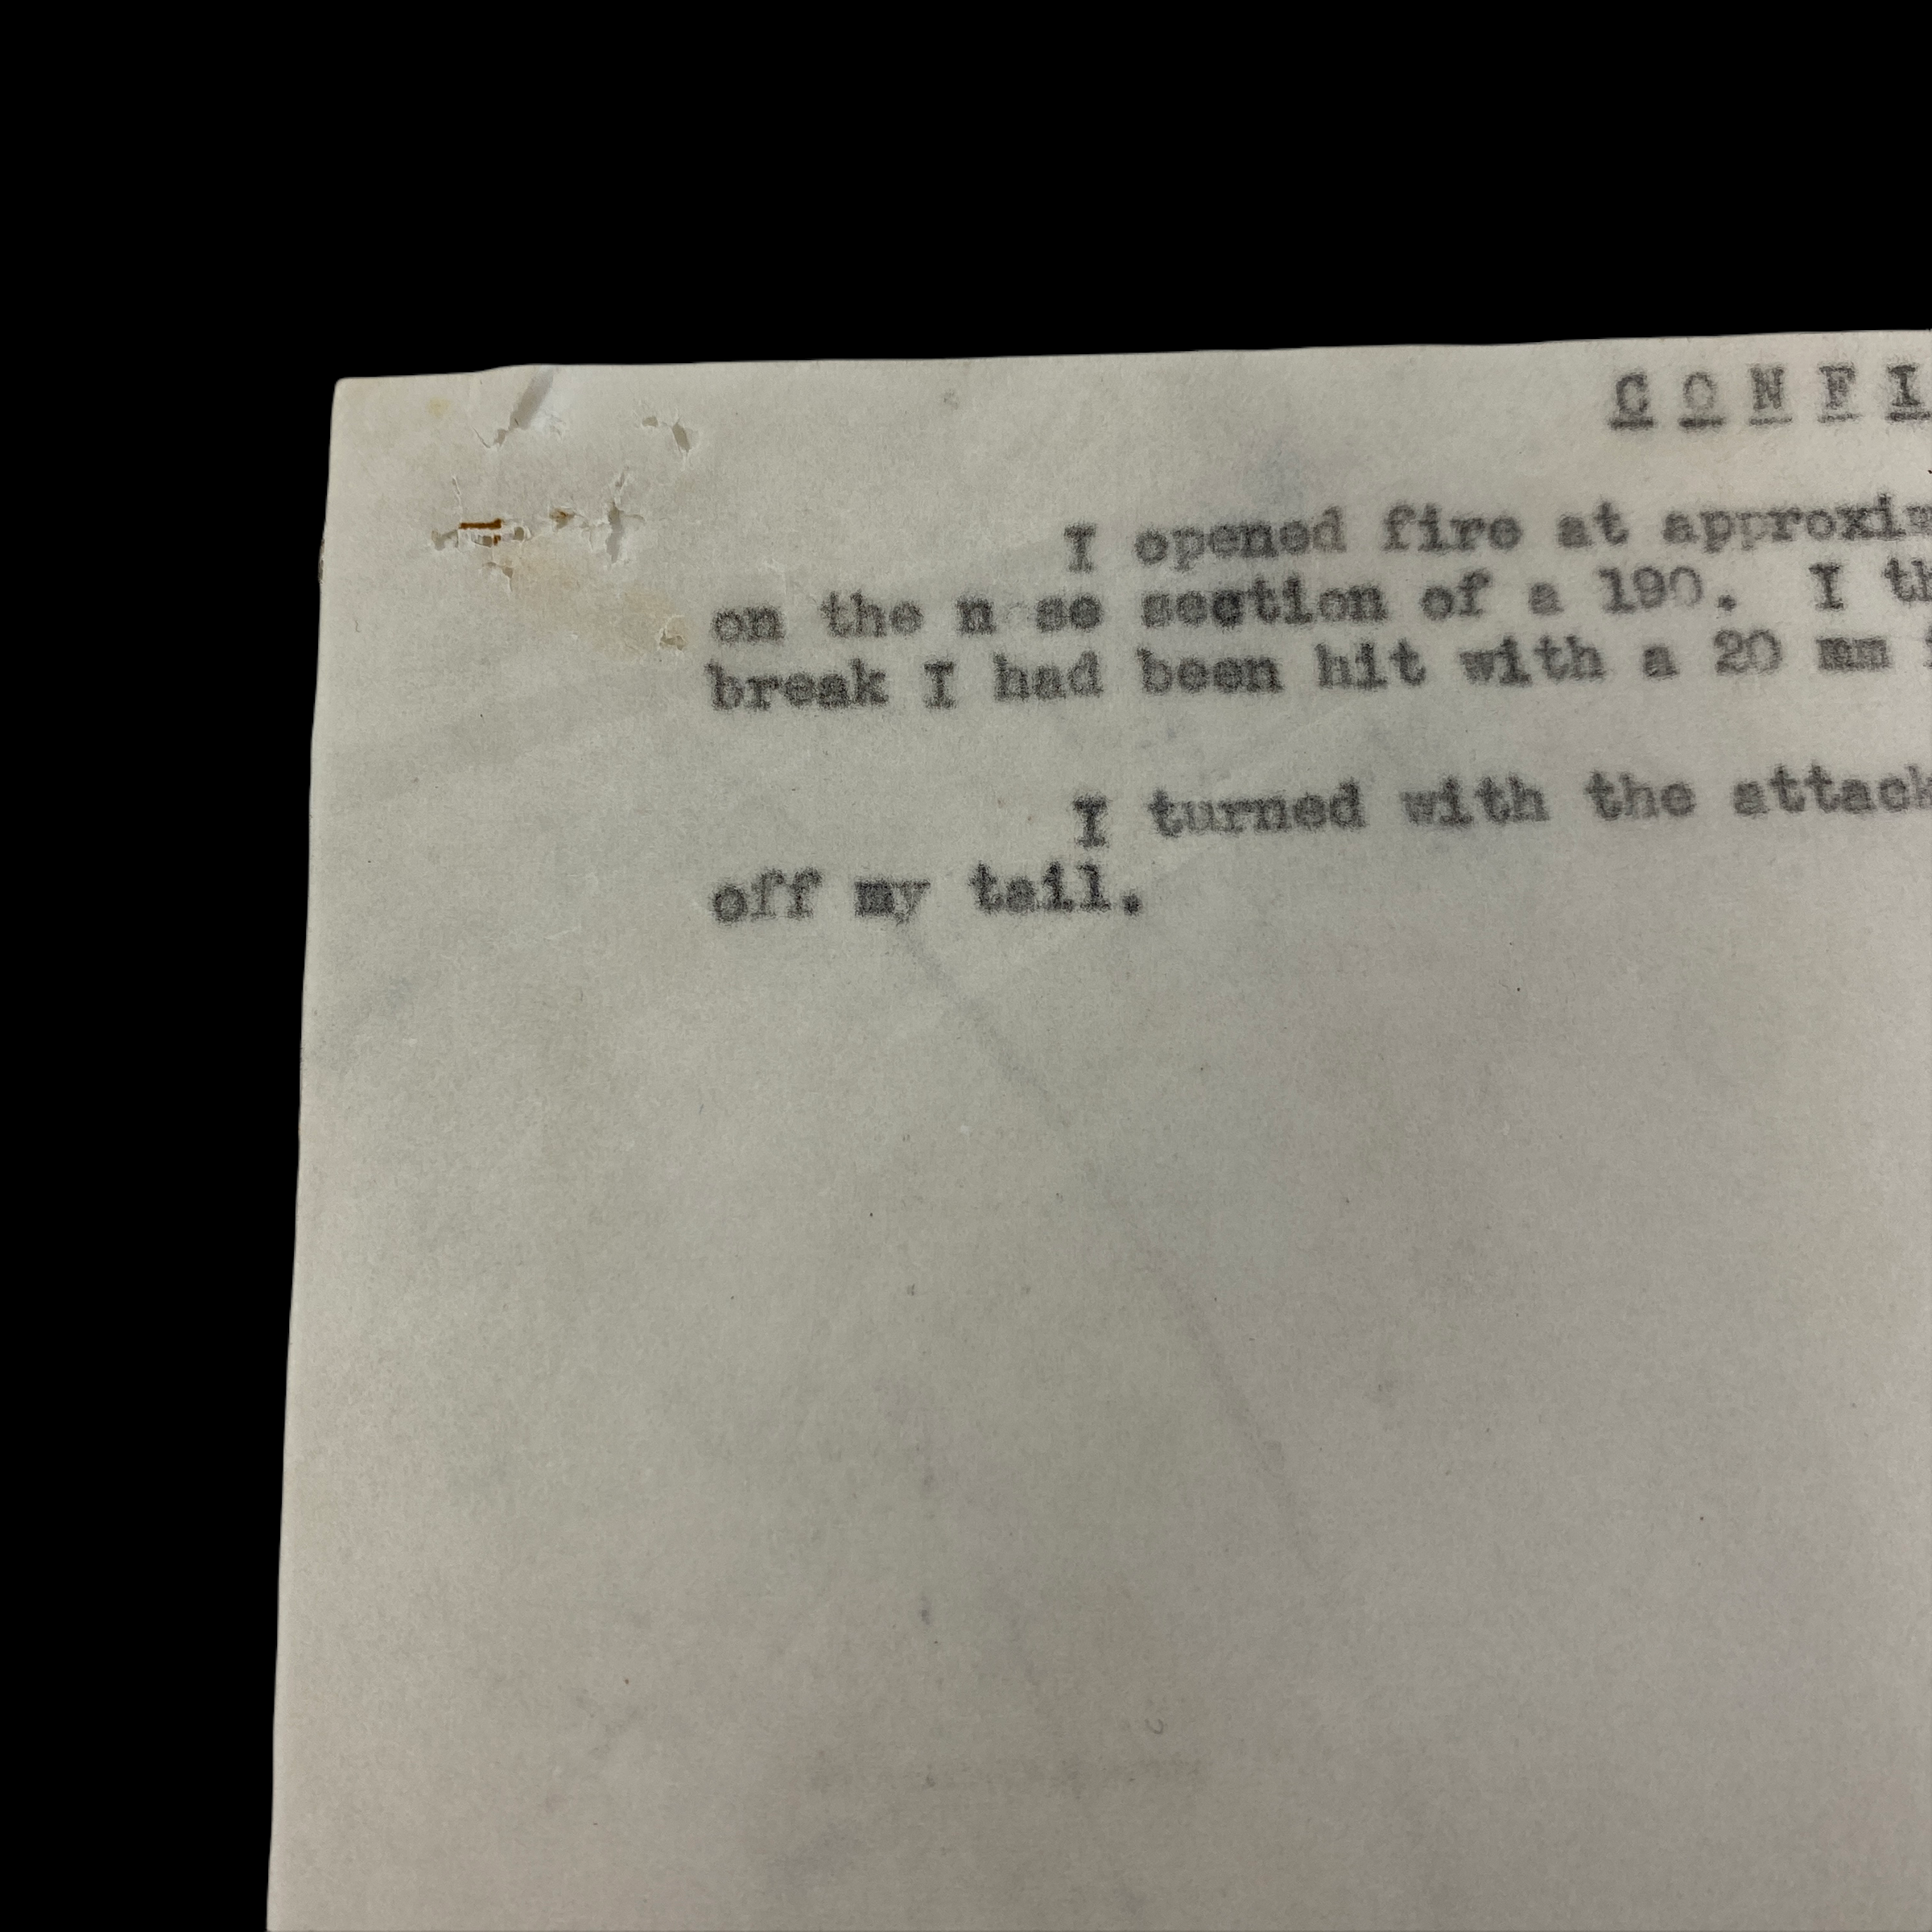 C O N F I
I opened fire at approxim
on the n se section of a 190. I th
break I had been hit with a 20 mm
I turned with the attack
off my tail.